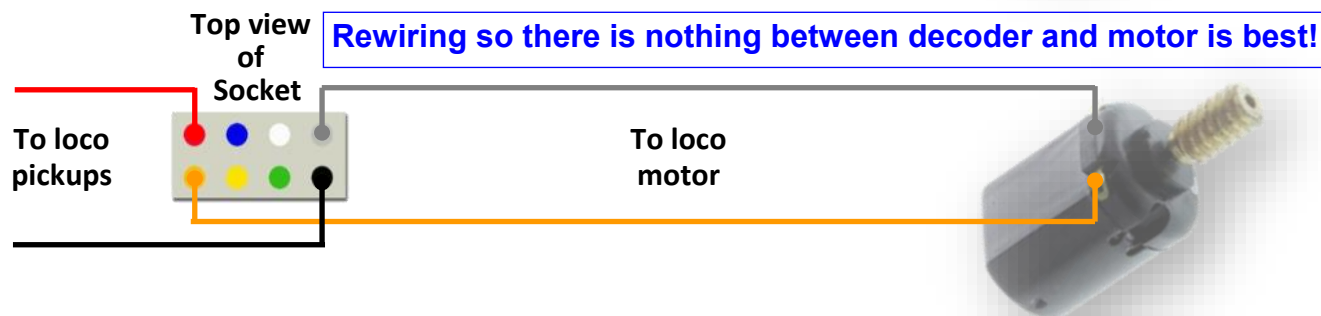 Top view
of
Socket
Rewiring so there is nothing between decoder and motor is best!
To loco
pickups
To loco
motor